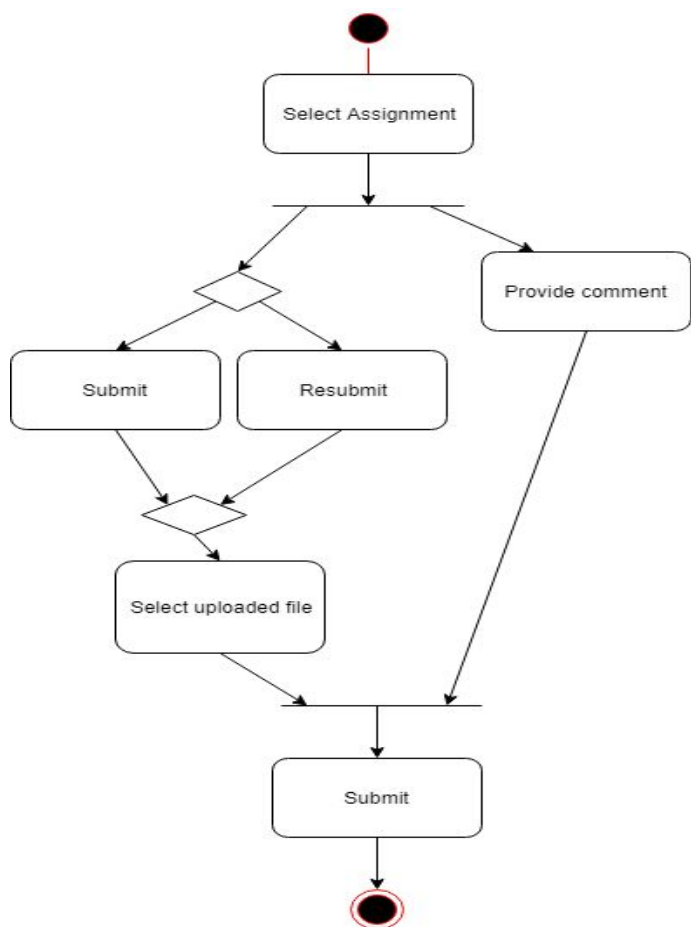 Select Assignment
Provide comment
Submit
Resubmit
Select uploaded file
Submit